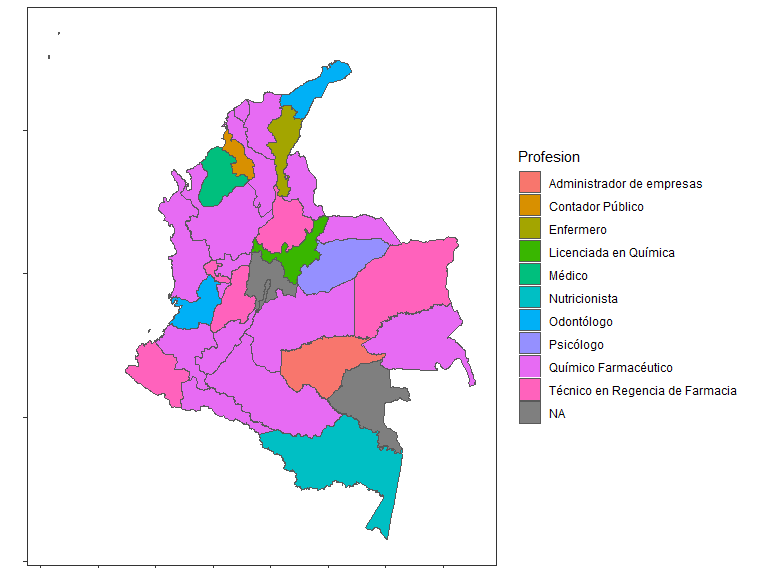 Profesion
Administrador de empresas
Contador Público
Enfermero
Licenciada en Química
Médico
Nutricionista
Odontólogo
Psicólogo
Químico Farmacéutico
Técnico en Regencia de Farmacia
NA